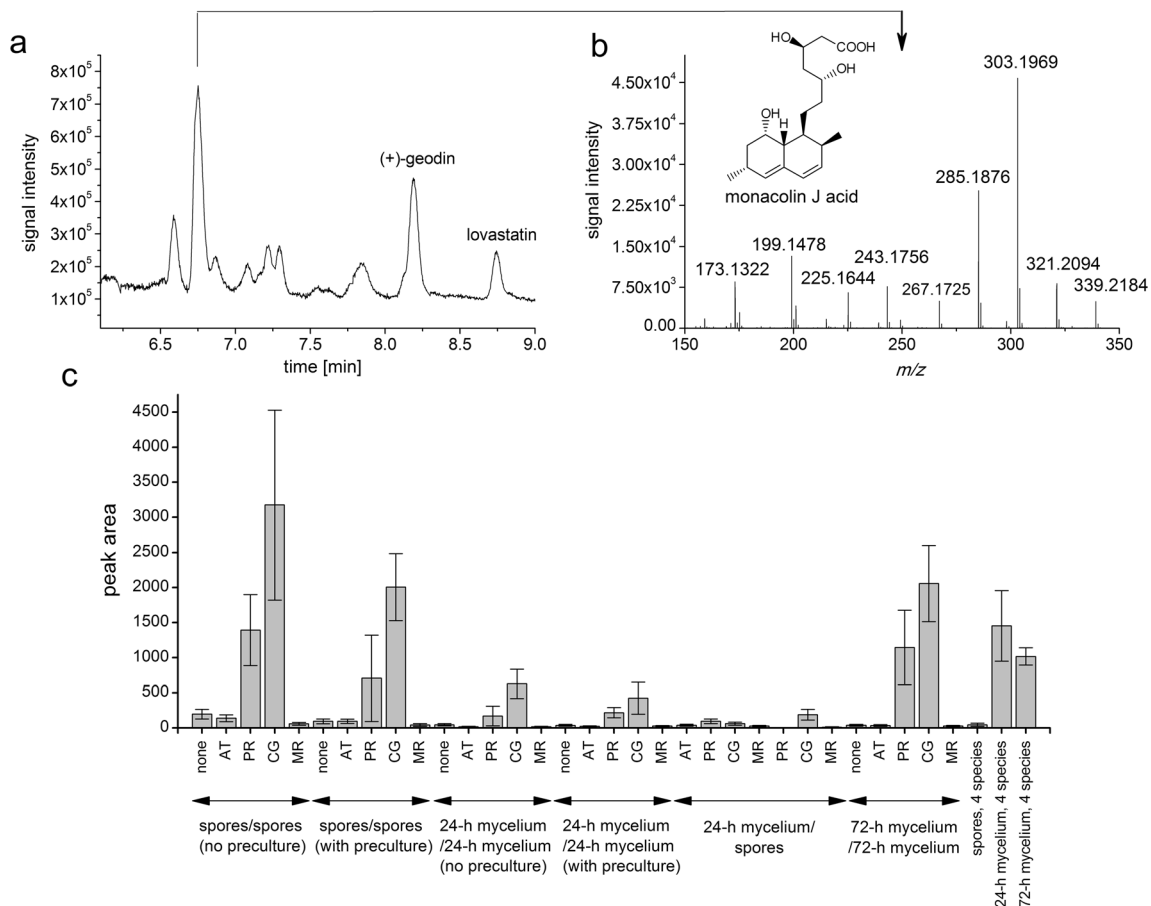 a
signal intensity
8x10⁵
7x10⁵
6x10⁵
5x10⁵
4x10⁵
3x10⁵
2x10⁵
1x10⁵
(+)-geodin
lovastatin
6.5 7.0 7.5 8.0 8.5 9.0
time [min]
b
signal intensity
4.50x10⁴
3.75x10⁴
3.00x10⁴
2.25x10⁴
1.50x10⁴
7.50x10³
0.00
HO
COOH
OH
OH
H
monacolin J acid
303.1969
285.1876
199.1478
173.1322
225.1644
243.1756
267.1725
321.2094
339.2184
150 200 250 300 350
m/z
c
peak area
4500
4000
3500
3000
2500
2000
1500
1000
500
0
none AT PR CG MR none AT PR CG MR none AT PR CG MR none AT PR CG MR AT PR CG MR PR CG MR none AT PR CG MR
spores, 4 species
24-h mycelium, 4 species
72-h mycelium, 4 species
spores/spores
(no preculture)
spores/spores
(with preculture)
24-h mycelium
/24-h mycelium
(no preculture)
24-h mycelium
/24-h mycelium
(with preculture)
24-h mycelium/
spores
72-h mycelium
/72-h mycelium